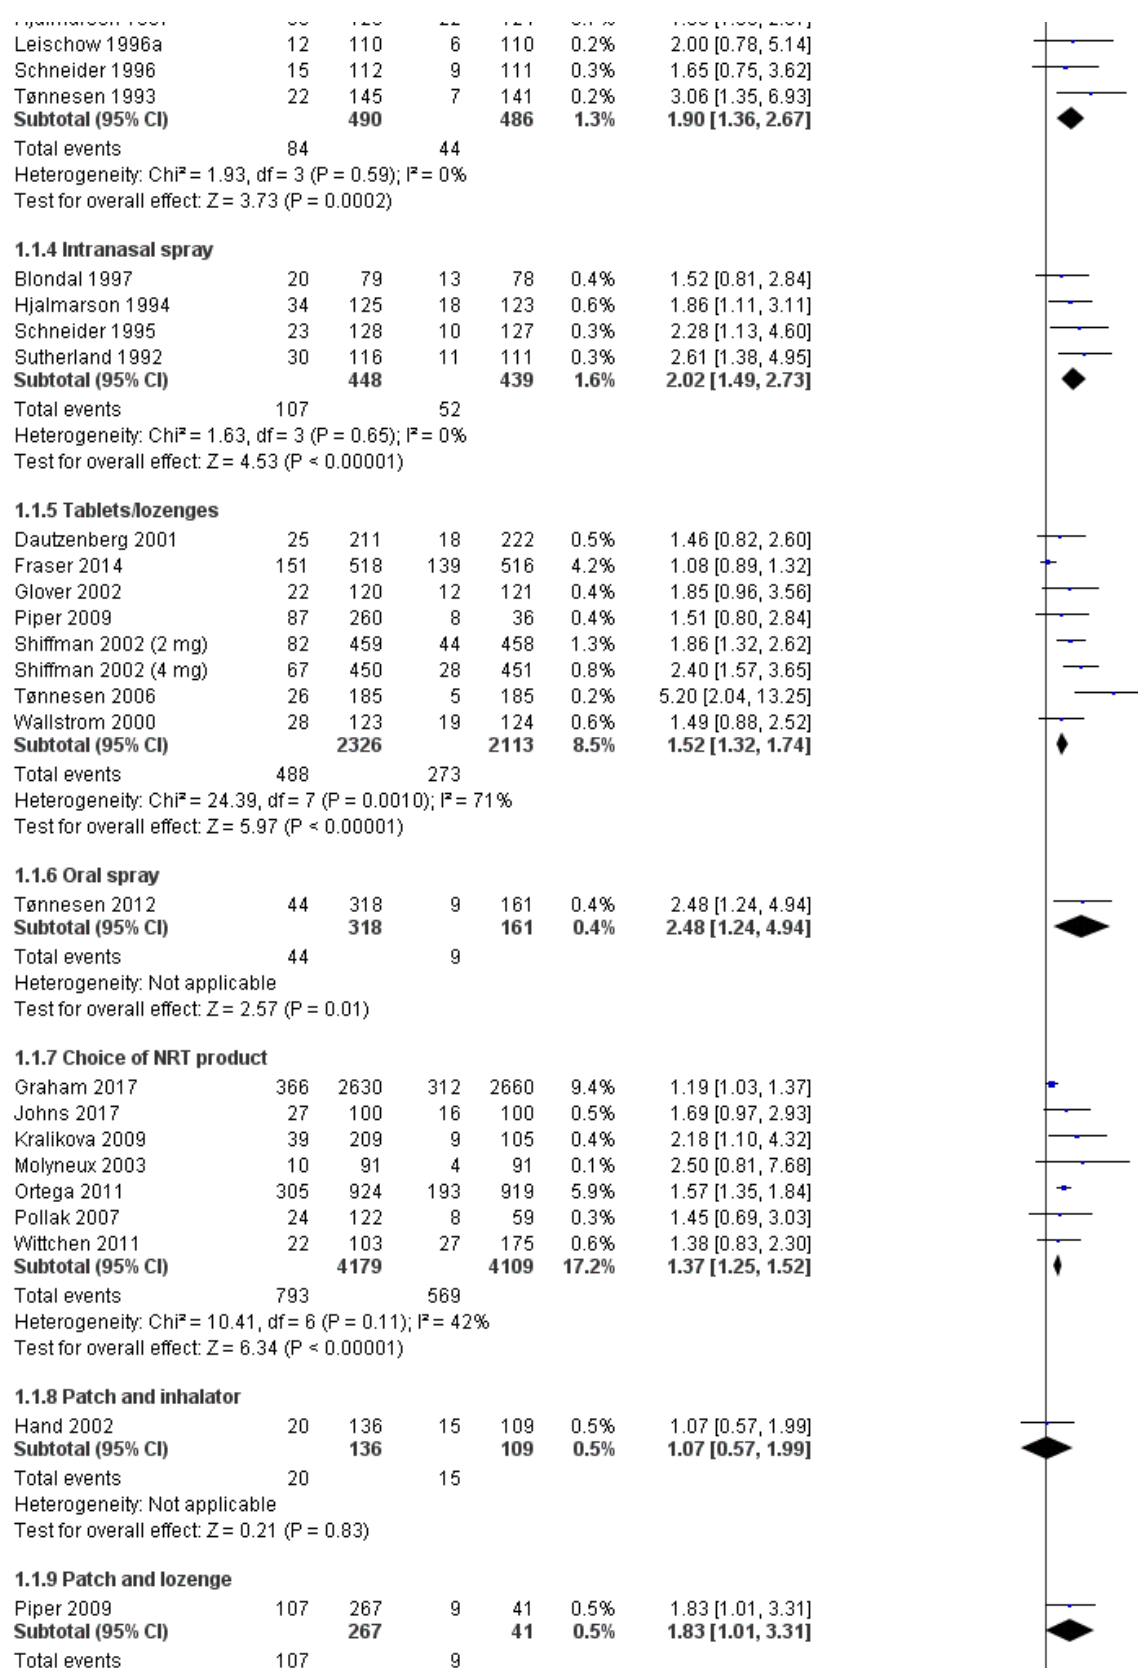 Leischow 1996a 12 110 6 110 0.2% 2.00 [0.78, 5.14]
Schneider 1996 15 112 9 111 0.3% 1.65 [0.75, 3.62]
Tønnesen 1993 22 145 7 141 0.2% 3.06 [1.35, 6.93]
Subtotal (95% CI) 490 486 1.3% 1.90 [1.36, 2.67]
Total events 84 44
Heterogeneity: Chi² = 1.93, df = 3 (P = 0.59); I² = 0%
Test for overall effect: Z = 3.73 (P = 0.0002)
1.1.4 Intranasal spray
Blondal 1997 20 79 13 78 0.4% 1.52 [0.81, 2.84]
Hjalmarson 1994 34 125 18 123 0.6% 1.86 [1.11, 3.11]
Schneider 1995 23 128 10 127 0.3% 2.28 [1.13, 4.60]
Sutherland 1992 30 116 11 111 0.3% 2.61 [1.38, 4.95]
Subtotal (95% CI) 448 439 1.6% 2.02 [1.49, 2.73]
Total events 107 52
Heterogeneity: Chi² = 1.63, df = 3 (P = 0.65); I² = 0%
Test for overall effect: Z = 4.53 (P < 0.00001)
1.1.5 Tablets/lozenges
Dautzenberg 2001 25 211 18 222 0.5% 1.46 [0.82, 2.60]
Fraser 2014 151 518 139 516 4.2% 1.08 [0.89, 1.32]
Glover 2002 22 120 12 121 0.4% 1.85 [0.96, 3.56]
Piper 2009 87 260 8 36 0.4% 1.51 [0.80, 2.84]
Shiffman 2002 (2 mg) 82 459 44 458 1.3% 1.86 [1.32, 2.62]
Shiffman 2002 (4 mg) 67 450 28 451 0.8% 2.40 [1.57, 3.65]
Tønnesen 2006 26 185 5 185 0.2% 5.20 [2.04, 13.25]
Wallstrom 2000 28 123 19 124 0.6% 1.49 [0.88, 2.52]
Subtotal (95% CI) 2326 2113 8.5% 1.52 [1.32, 1.74]
Total events 488 273
Heterogeneity: Chi² = 24.39, df = 7 (P = 0.0010); I² = 71%
Test for overall effect: Z = 5.97 (P < 0.00001)
1.1.6 Oral spray
Tønnesen 2012 44 318 9 161 0.4% 2.48 [1.24, 4.94]
Subtotal (95% CI) 318 161 0.4% 2.48 [1.24, 4.94]
Total events 44 9
Heterogeneity: Not applicable
Test for overall effect: Z = 2.57 (P = 0.01)
1.1.7 Choice of NRT product
Graham 2017 366 2630 312 2660 9.4% 1.19 [1.03, 1.37]
Johns 2017 27 100 16 100 0.5% 1.69 [0.97, 2.93]
Kralikova 2009 39 209 9 105 0.4% 2.18 [1.10, 4.32]
Molyneux 2003 10 91 4 91 0.1% 2.50 [0.81, 7.68]
Ortega 2011 305 924 193 919 5.9% 1.57 [1.35, 1.84]
Pollak 2007 24 122 8 59 0.3% 1.45 [0.69, 3.03]
Wittchen 2011 22 103 27 175 0.6% 1.38 [0.83, 2.30]
Subtotal (95% CI) 4179 4109 17.2% 1.37 [1.25, 1.52]
Total events 793 569
Heterogeneity: Chi² = 10.41, df = 6 (P = 0.11); I² = 42%
Test for overall effect: Z = 6.34 (P < 0.00001)
1.1.8 Patch and inhalator
Hand 2002 20 136 15 109 0.5% 1.07 [0.57, 1.99]
Subtotal (95% CI) 136 109 0.5% 1.07 [0.57, 1.99]
Total events 20 15
Heterogeneity: Not applicable
Test for overall effect: Z = 0.21 (P = 0.83)
1.1.9 Patch and lozenge
Piper 2009 107 267 9 41 0.5% 1.83 [1.01, 3.31]
Subtotal (95% CI) 267 41 0.5% 1.83 [1.01, 3.31]
Total events 107 9